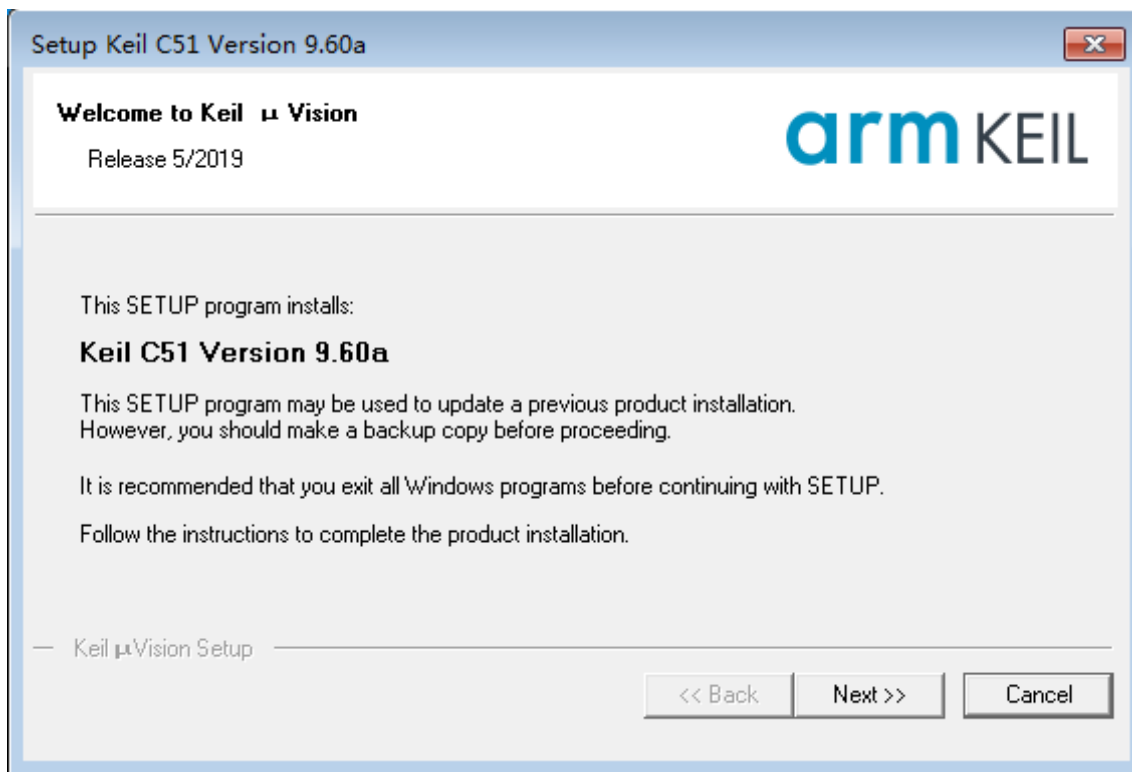 Setup Keil C51 Version 9.60a
Welcome to Keil μ Vision
Release 5/2019
arm KEIL
This SETUP program installs:
Keil C51 Version 9.60a
This SETUP program may be used to update a previous product installation.
However, you should make a backup copy before proceeding.
It is recommended that you exit all Windows programs before continuing with SETUP.
Follow the instructions to complete the product installation.
Keil μVision Setup
<< Back Next >> Cancel